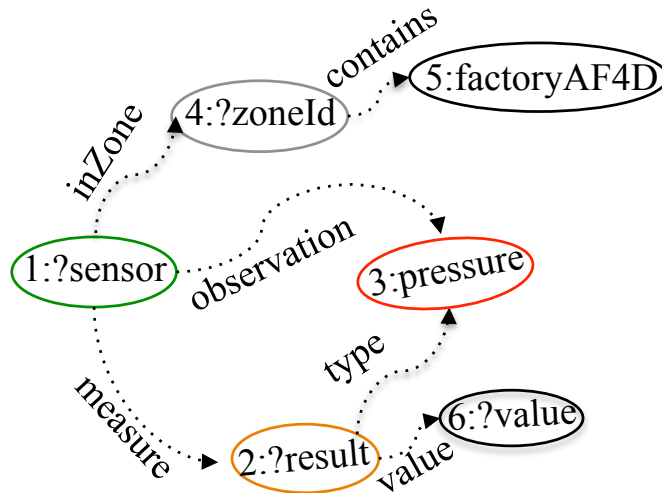 contains
5:factoryAF4D
4:?zoneId
inZone
1:?sensor
observation
3:pressure
type
measure
2:?result
value
6:?value